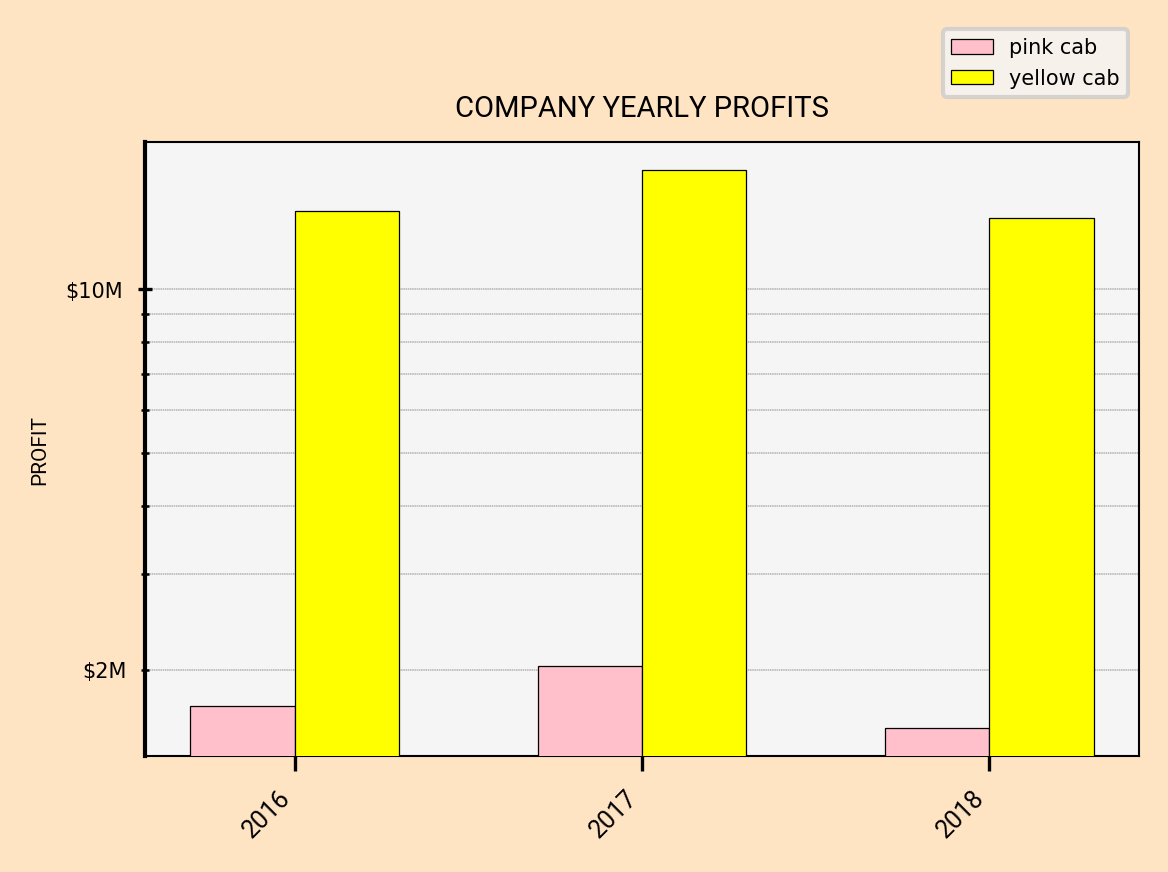 pink cab
yellow cab
COMPANY YEARLY PROFITS
$10M
PROFIT
$2M
2016
2017
2018